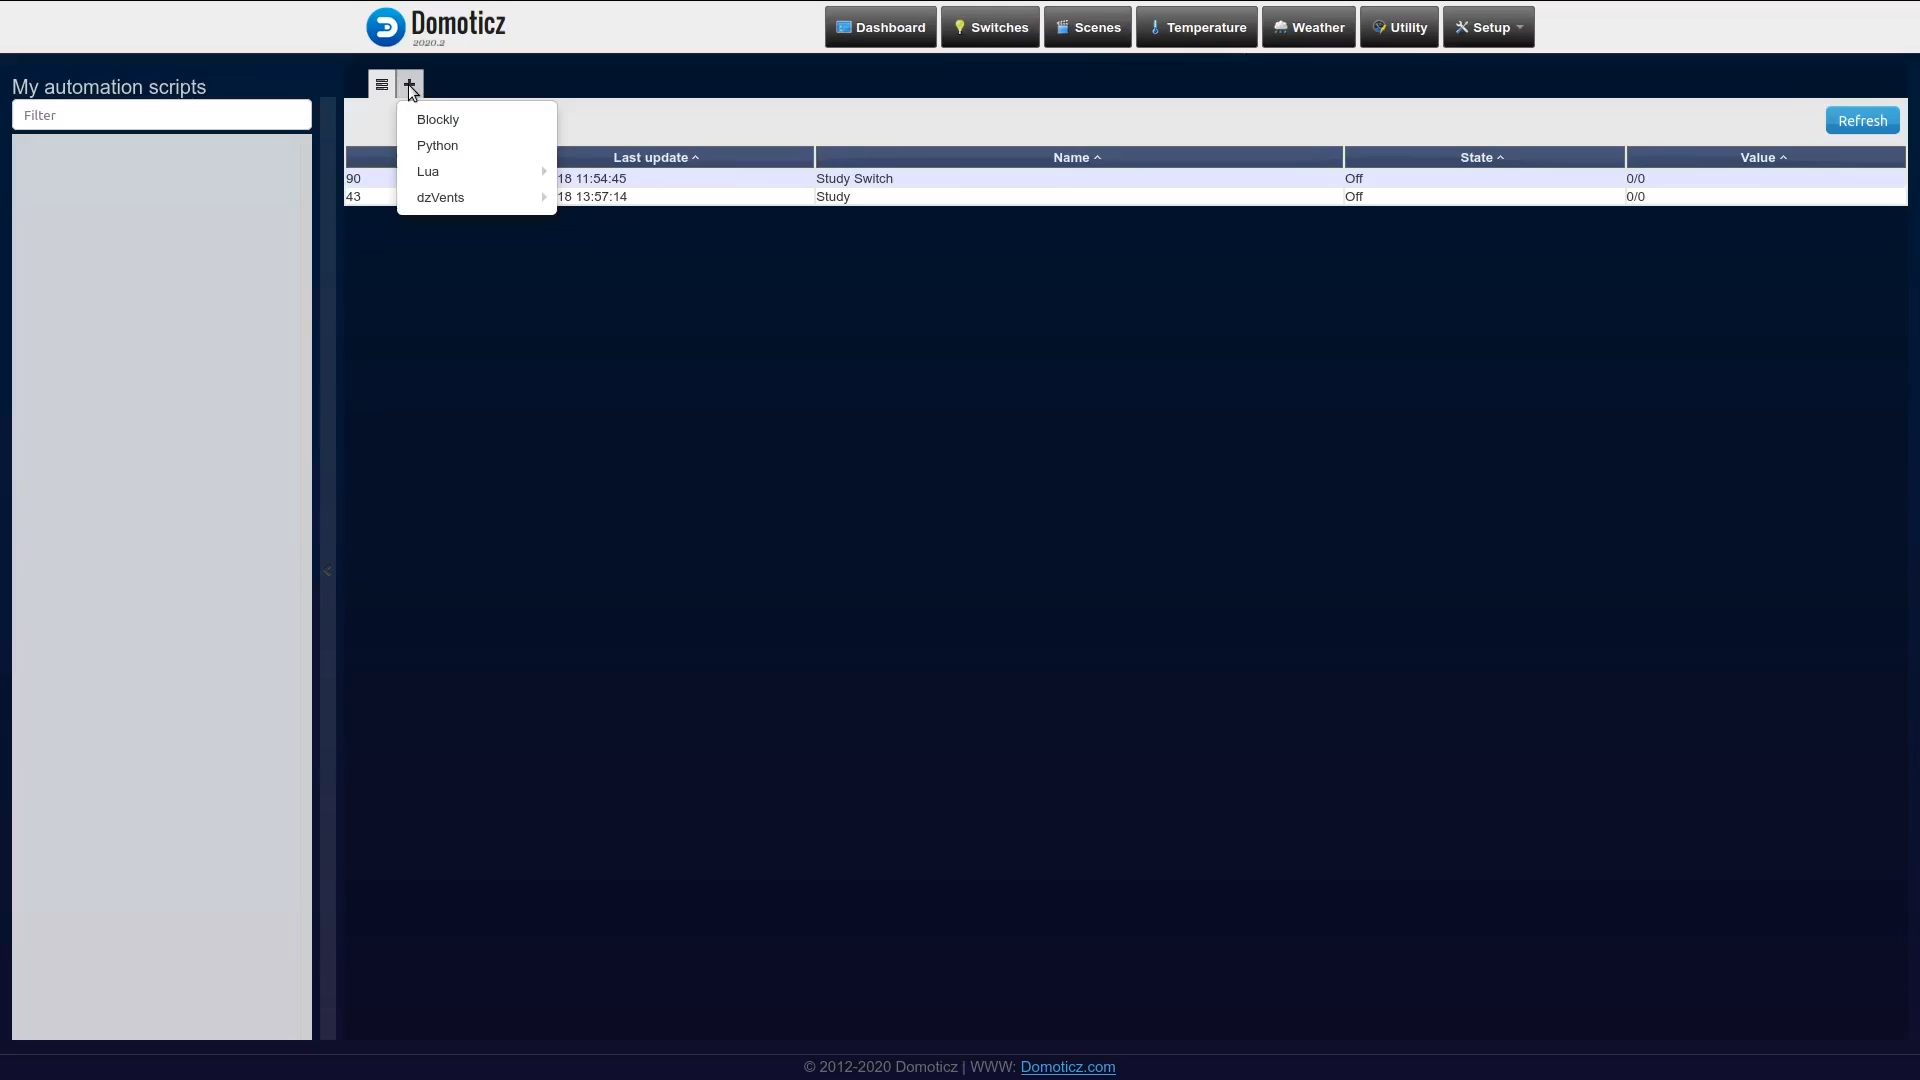 Domoticz
2020.2
Dashboard
Switches
Scenes
Temperature
Weather
Utility
Setup
My automation scripts
Filter
Blockly
Python
Lua
dzVents
Refresh
Last update
Name
State
Value
90
18 11:54:45
Study Switch
Off
0/0
43
18 13:57:14
Study
Off
0/0
© 2012-2020 Domoticz | WWW: Domoticz.com